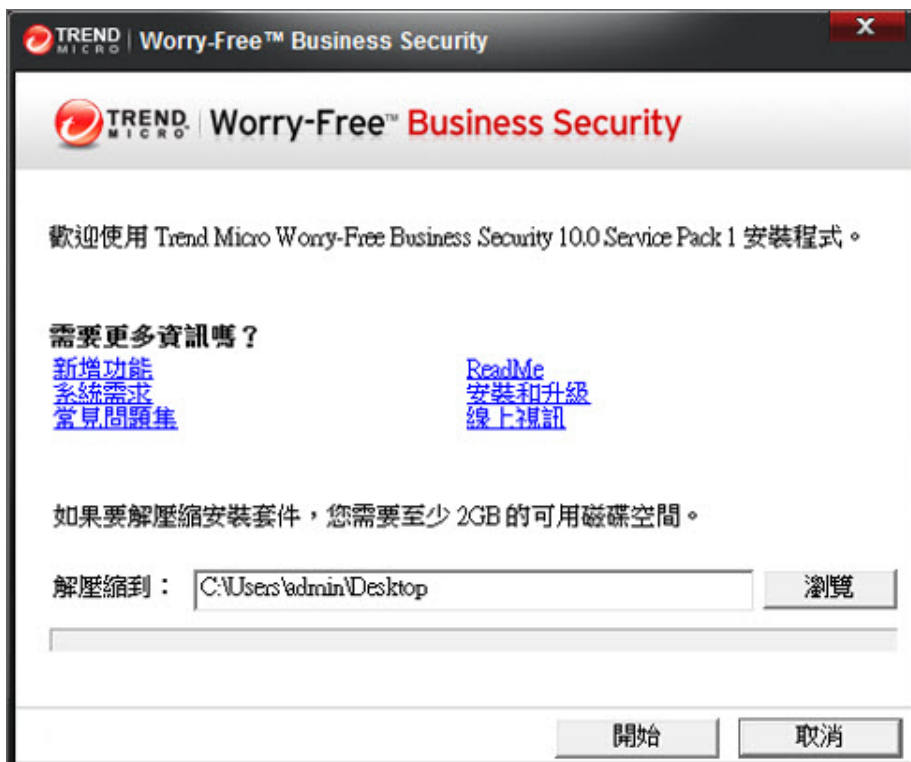 TREND MICRO | Worry-Free™ Business Security
x
TREND MICRO™ | Worry-Free™ Business Security
歡迎使用 Trend Micro Worry-Free Business Security 10.0 Service Pack 1 安裝程式。
需要更多資訊嗎？
新增功能 ReadMe
系統需求 安裝和升級
常見問題集 線上視訊
如果要解壓縮安裝套件，您需要至少 2GB 的可用磁碟空間。
解壓縮到： C:\Users\admin\Desktop 瀏覽
開始 取消